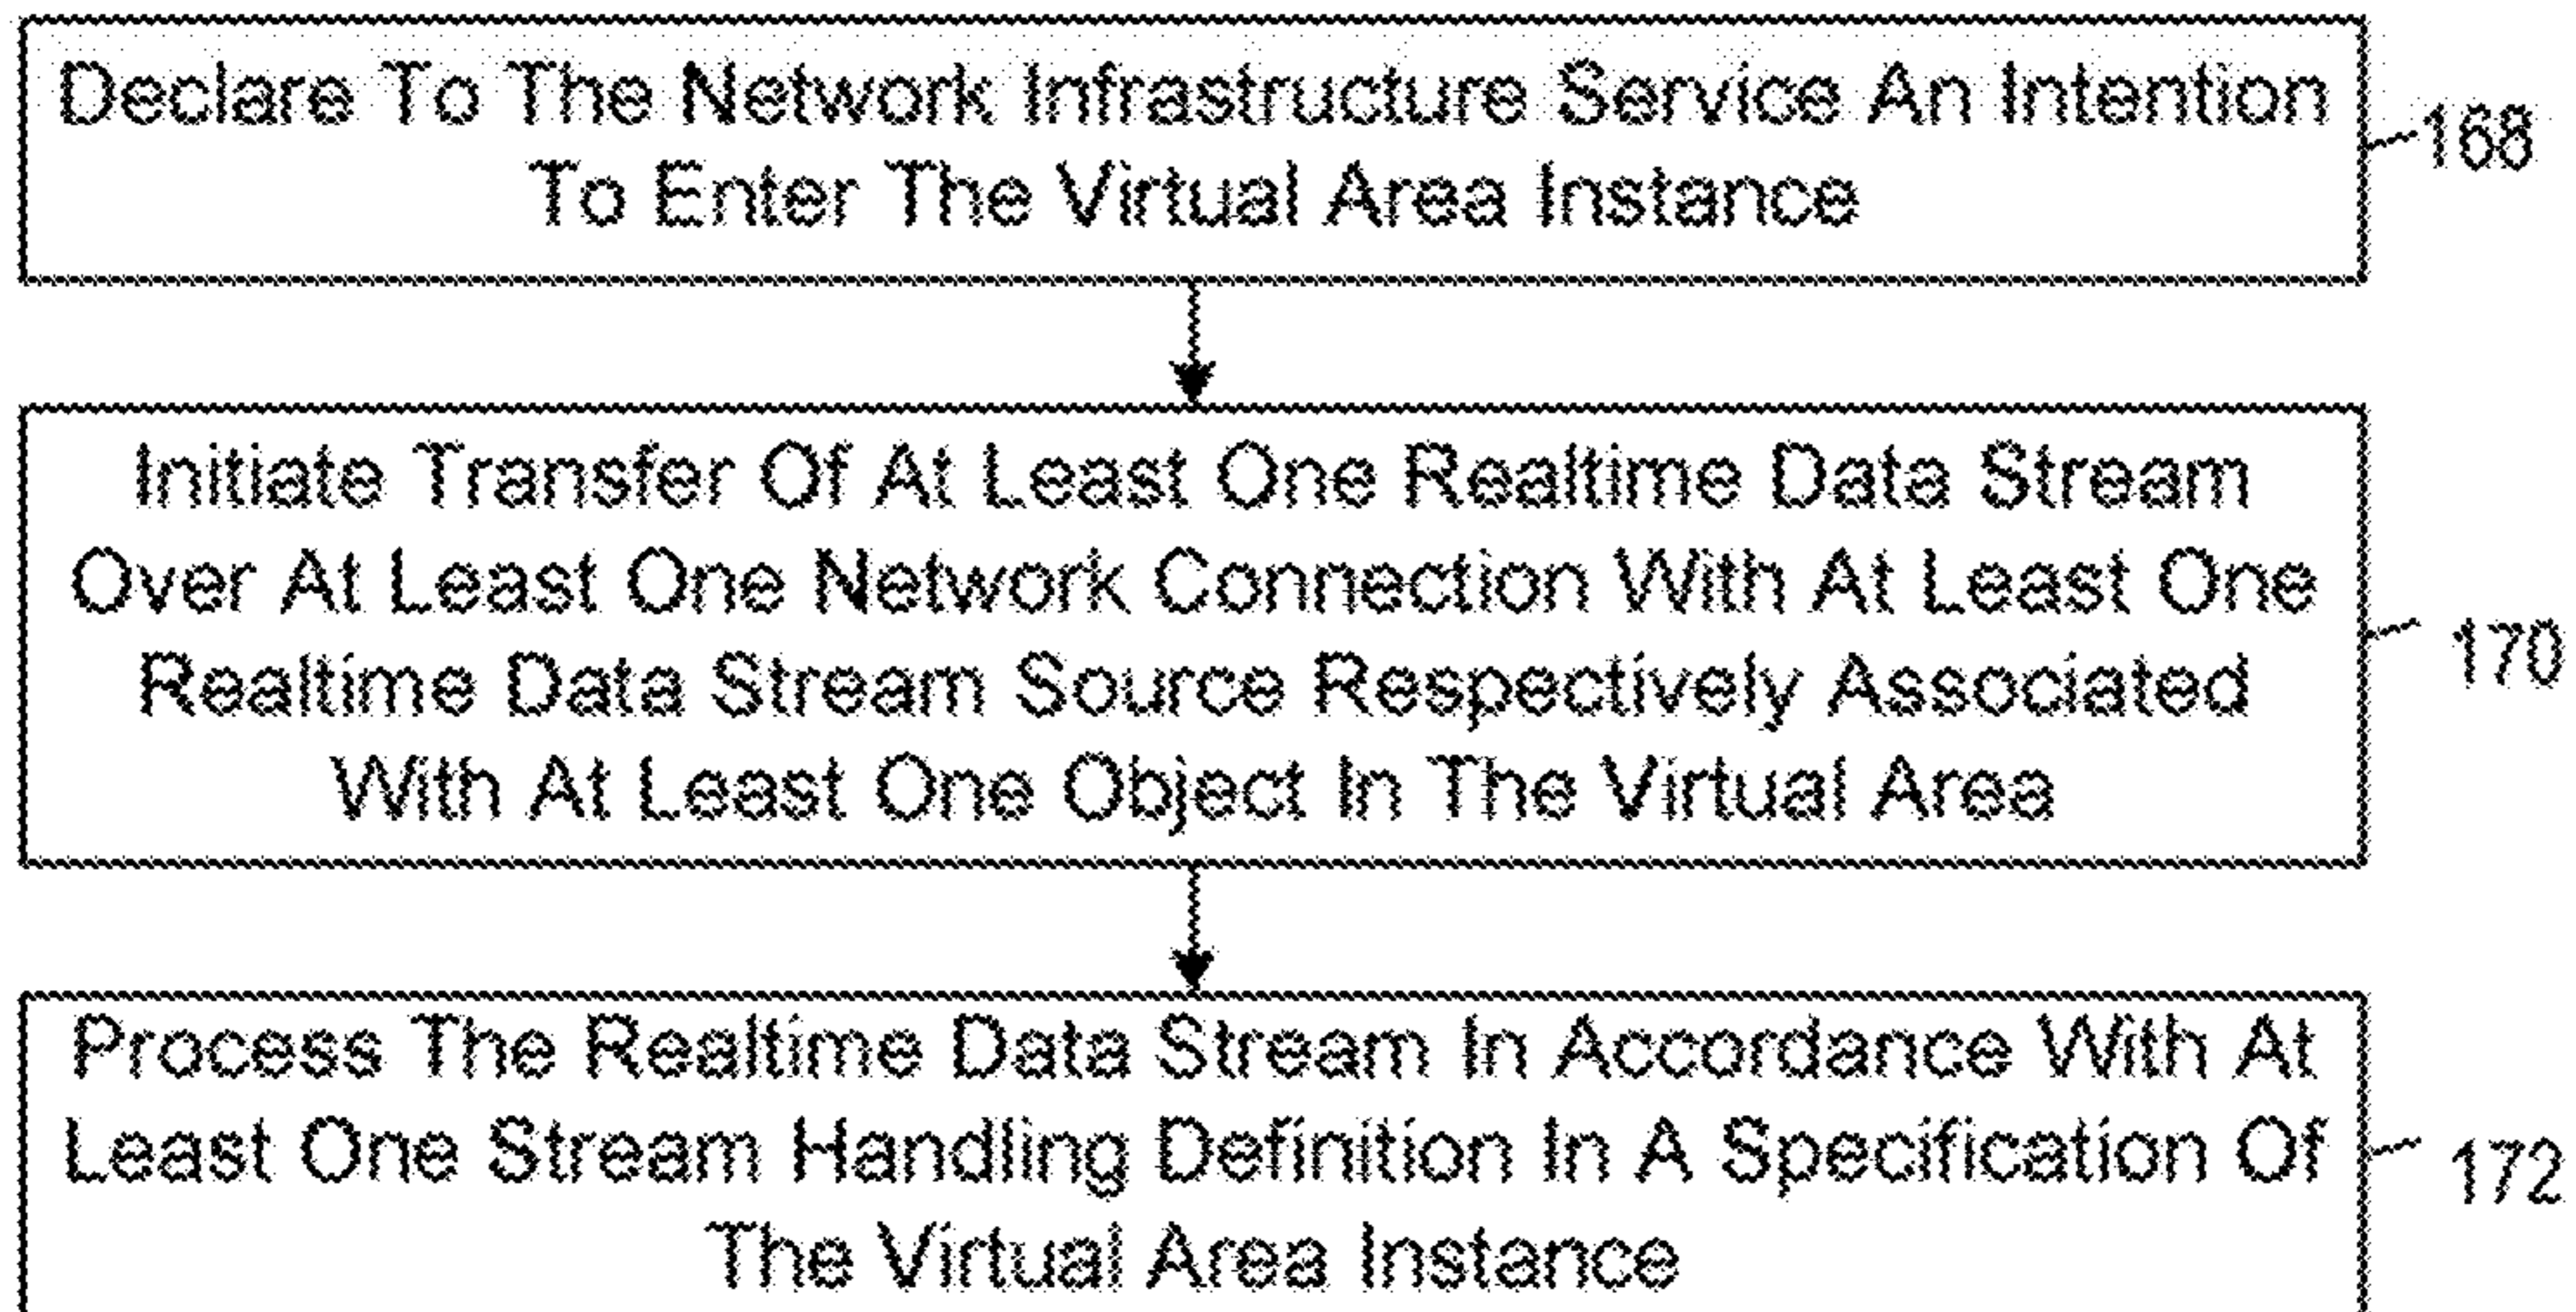 Declare To The Network Infrastructure Service An Intention
To Enter The Virtual Area Instance
168
Initiate Transfer Of At Least One Realtime Data Stream
Over At Least One Network Connection With At Least One
Realtime Data Stream Source Respectively Associated
With At Least One Object In The Virtual Area
170
Process The Realtime Data Stream In Accordance With At
Least One Stream Handling Definition In A Specification Of
The Virtual Area Instance
172